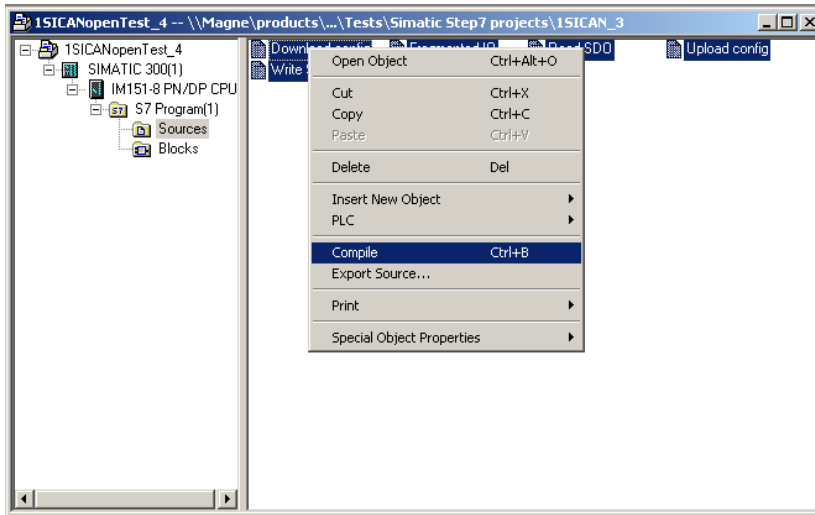 1SICANopenTest_4 -- \\Magne\products\...\Tests\Simatic Step7 projects\1SICAN_3
1SICANopenTest_4
SIMATIC 300(1)
IM151-8 PN/DP CPU
S7 Program(1)
Sources
Blocks
Download config
SDO
Upload config
Write
Open Object Ctrl+Alt+O
Cut Ctrl+X
Copy Ctrl+C
Paste Ctrl+V
Delete Del
Insert New Object
PLC
Compile Ctrl+B
Export Source...
Print
Special Object Properties